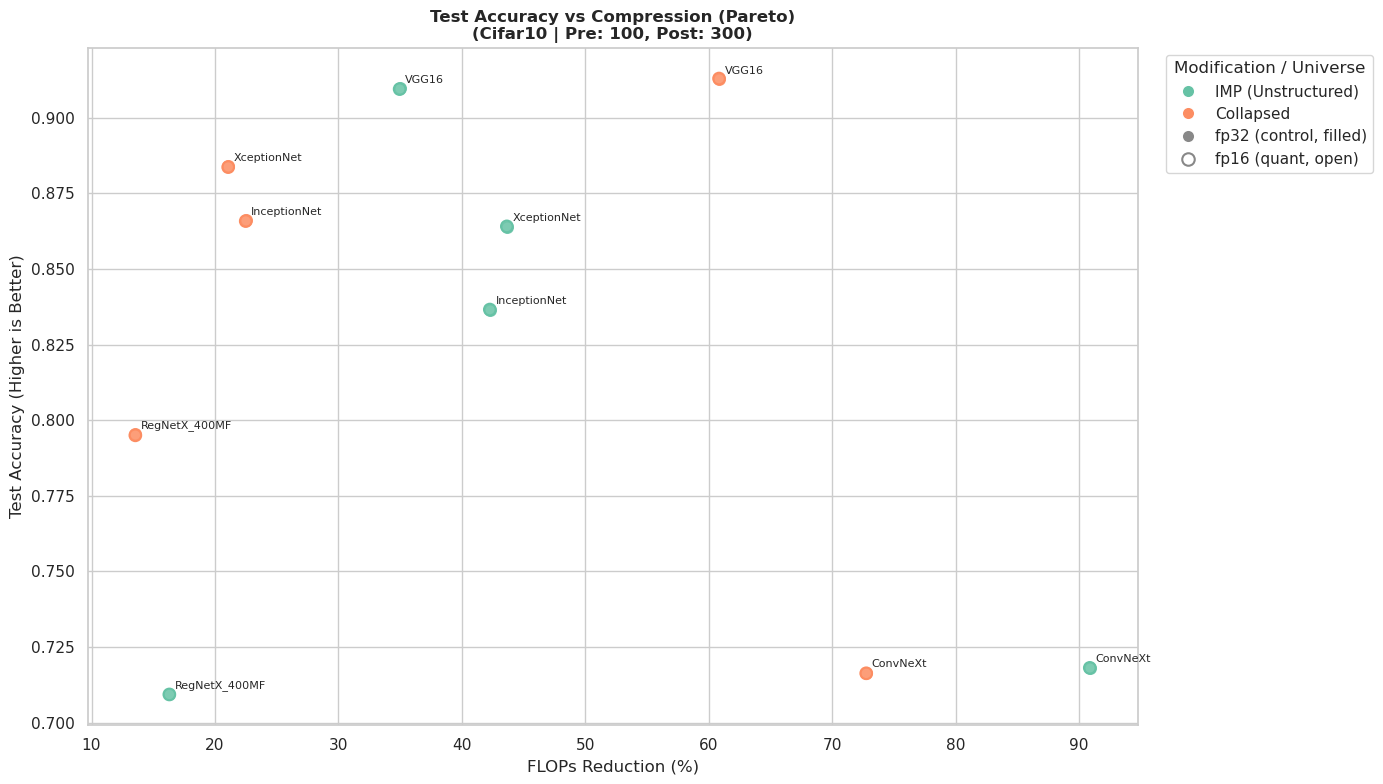 Test Accuracy vs Compression (Pareto)
(Cifar10 | Pre: 100, Post: 300)
Modification / Universe
IMP (Unstructured)
Collapsed
fp32 (control, filled)
fp16 (quant, open)
Test Accuracy (Higher is Better)
0.900
0.875
0.850
0.825
0.800
0.775
0.750
0.725
0.700
VGG16
VGG16
XceptionNet
InceptionNet
XceptionNet
InceptionNet
RegNetX_400MF
ConvNeXt
ConvNeXt
RegNetX_400MF
10
20
30
40
50
60
70
80
90
FLOPs Reduction (%)